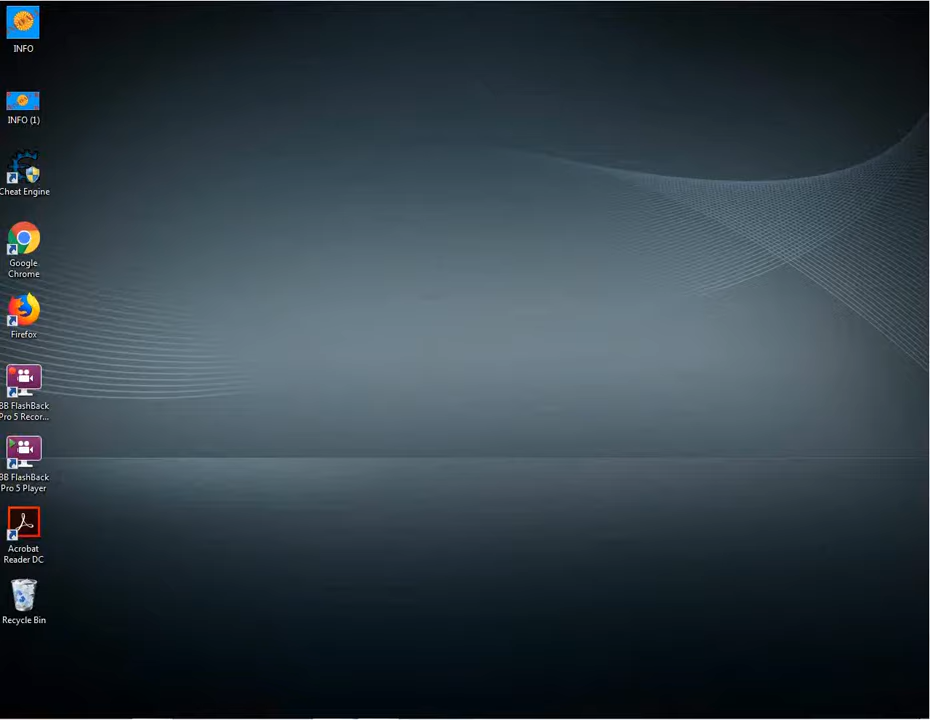 INFO
INFO (1)
Cheat Engine
Google
Chrome
Firefox
BB FlashBack
Pro 5 Recor...
BB FlashBack
Pro 5 Player
Acrobat
Reader DC
Recycle Bin